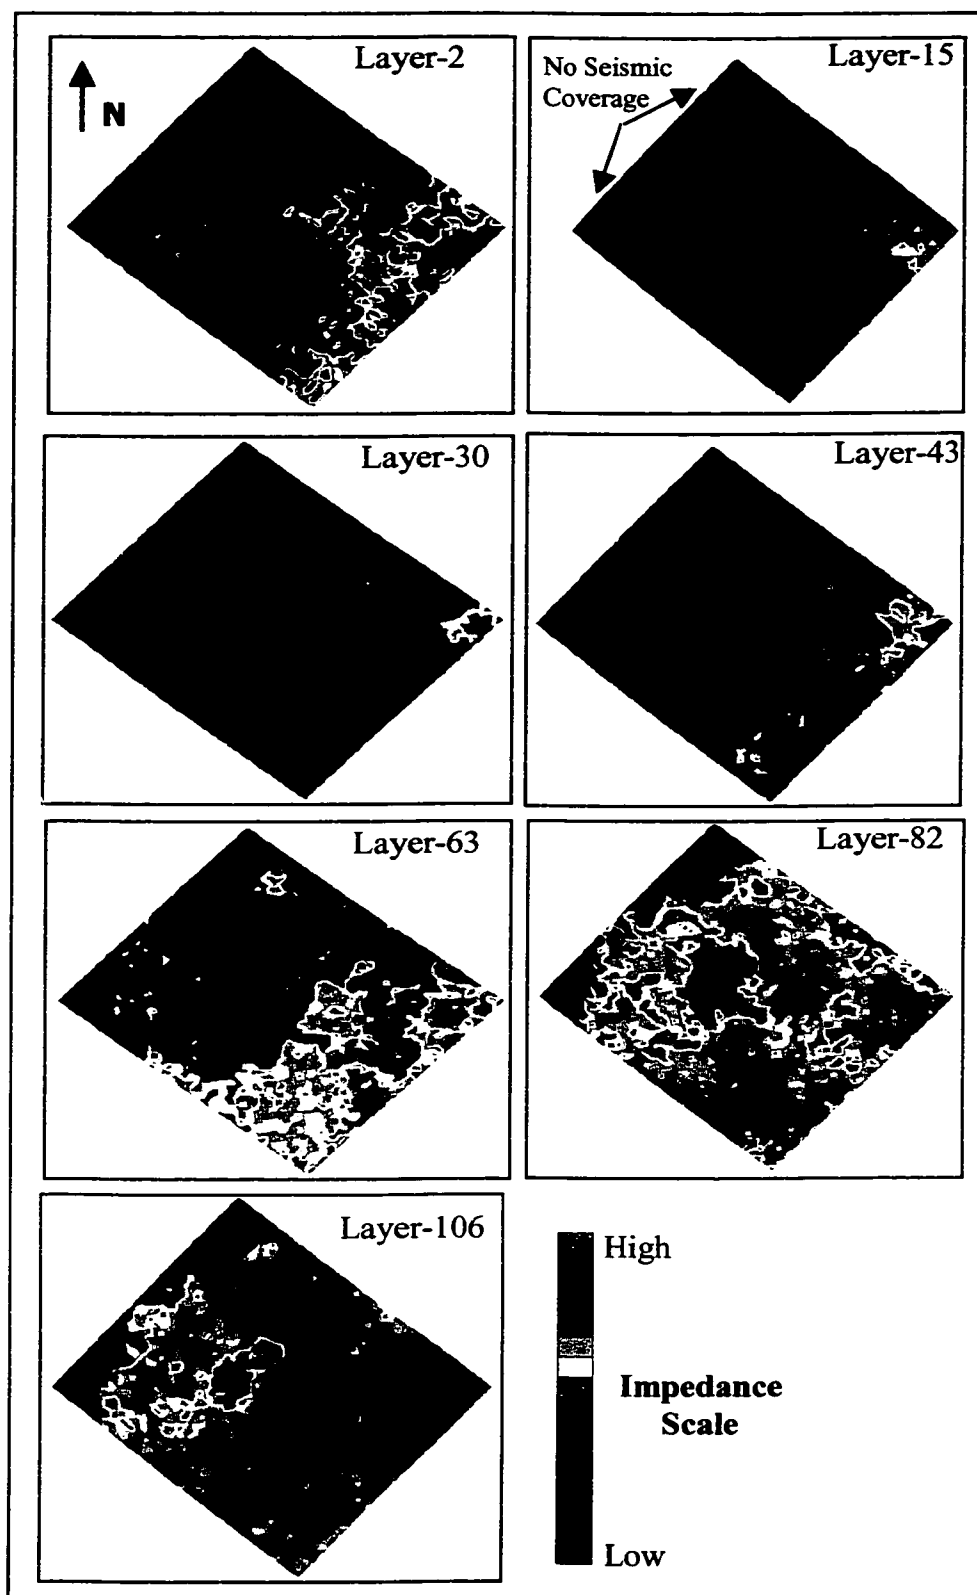 Layer-2
N
Layer-15
No Seismic
Coverage
Layer-30
Layer-43
Layer-63
Layer-82
Layer-106
High
Impedance
Scale
Low